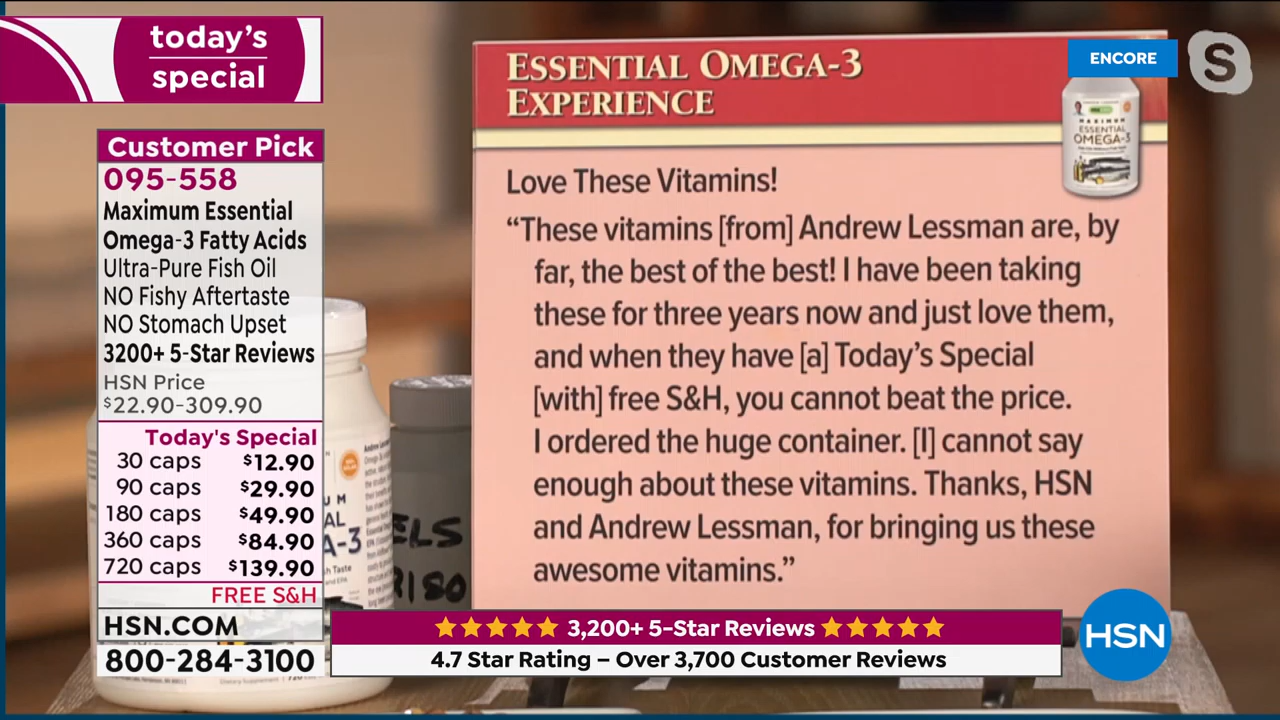 today's
special
Customer Pick
095-558
Maximum Essential
Omega-3 Fatty Acids
Ultra-Pure Fish Oil
NO Fishy Aftertaste
NO Stomach Upset
3200+ 5-Star Reviews
HSN Price
$22.90-309.90
Today's Special
30 caps $12.90
90 caps $29.90
180 caps $49.90
360 caps $84.90
720 caps $139.90
FREE S&H
HSN.COM
800-284-3100
ESSENTIAL OMEGA-3
EXPERIENCE
ENCORE
S
MAXIMUM
ESSENTIAL
OMEGA-3
Love These Vitamins!
“These vitamins [from] Andrew Lessman are, by
far, the best of the best! I have been taking
these for three years now and just love them,
and when they have [a] Today's Special
[with] free S&H, you cannot beat the price.
I ordered the huge container. [I] cannot say
enough about these vitamins. Thanks, HSN
and Andrew Lessman, for bringing us these
awesome vitamins.”
3,200+ 5-Star Reviews
4.7 Star Rating – Over 3,700 Customer Reviews
HSN